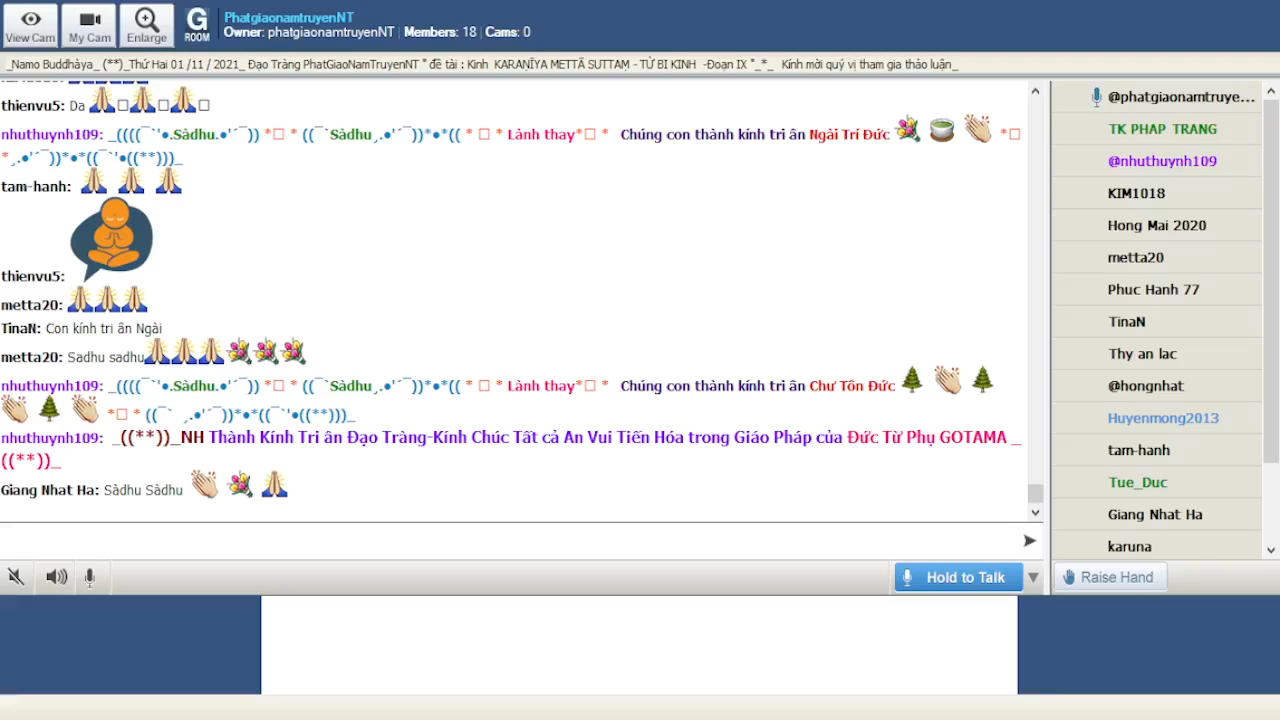 View Cam
My Cam
Enlarge
G
ROOM
PhatgiaonamtruyenNT
Owner: phatgiaonamtruyenNT | Members: 18 | Cams: 0
_Namo Buddhàya_ (**)_Thứ Hai 01 /11 / 2021_ Đạo Tràng PhatGiaoNamTruyenNT " đề tài : Kinh KARAṆĪYA METTĀ SUTTAṂ - TỪ BI KINH -Đoạn IX "_*_ Kính mời quý vị tham gia thảo luận_
thienvu5: Da
nhuthuynh109: _((((¯`'●.Sàdhu.●'´¯)) *□ * ((¯`Sàdhu¸.●'´¯))*●*(( * □ * Lành thay*□ * Chúng con thành kính tri ân Ngài Trí Đức *□
*¸.●'´¯))*●*((¯`'●((**)))_
tam-hanh:
thienvu5:
metta20:
TinaN: Con kính tri ân Ngài
metta20: Sadhu sadhu
nhuthuynh109: _((((¯`'●.Sàdhu.●'´¯)) *□ * ((¯`Sàdhu¸.●'´¯))*●*(( * □ * Lành thay*□ * Chúng con thành kính tri ân Chư Tôn Đức
*□ * ((¯` ¸.●'´¯))*●*((¯`'●((**)))_
nhuthuynh109: _((**))_NH Thành Kính Tri ân Đạo Tràng-Kính Chúc Tất cả An Vui Tiến Hóa trong Giáo Pháp của Đức Từ Phụ GOTAMA _
((**))_
Giang Nhat Ha: Sàdhu Sàdhu
Hold to Talk
@phatgiaonamtruye...
TK PHAP TRANG
@nhuthuynh109
KIM1018
Hong Mai 2020
metta20
Phuc Hanh 77
TinaN
Thy an lac
@hongnhat
Huyenmong2013
tam-hanh
Tue_Duc
Giang Nhat Ha
karuna
Raise Hand